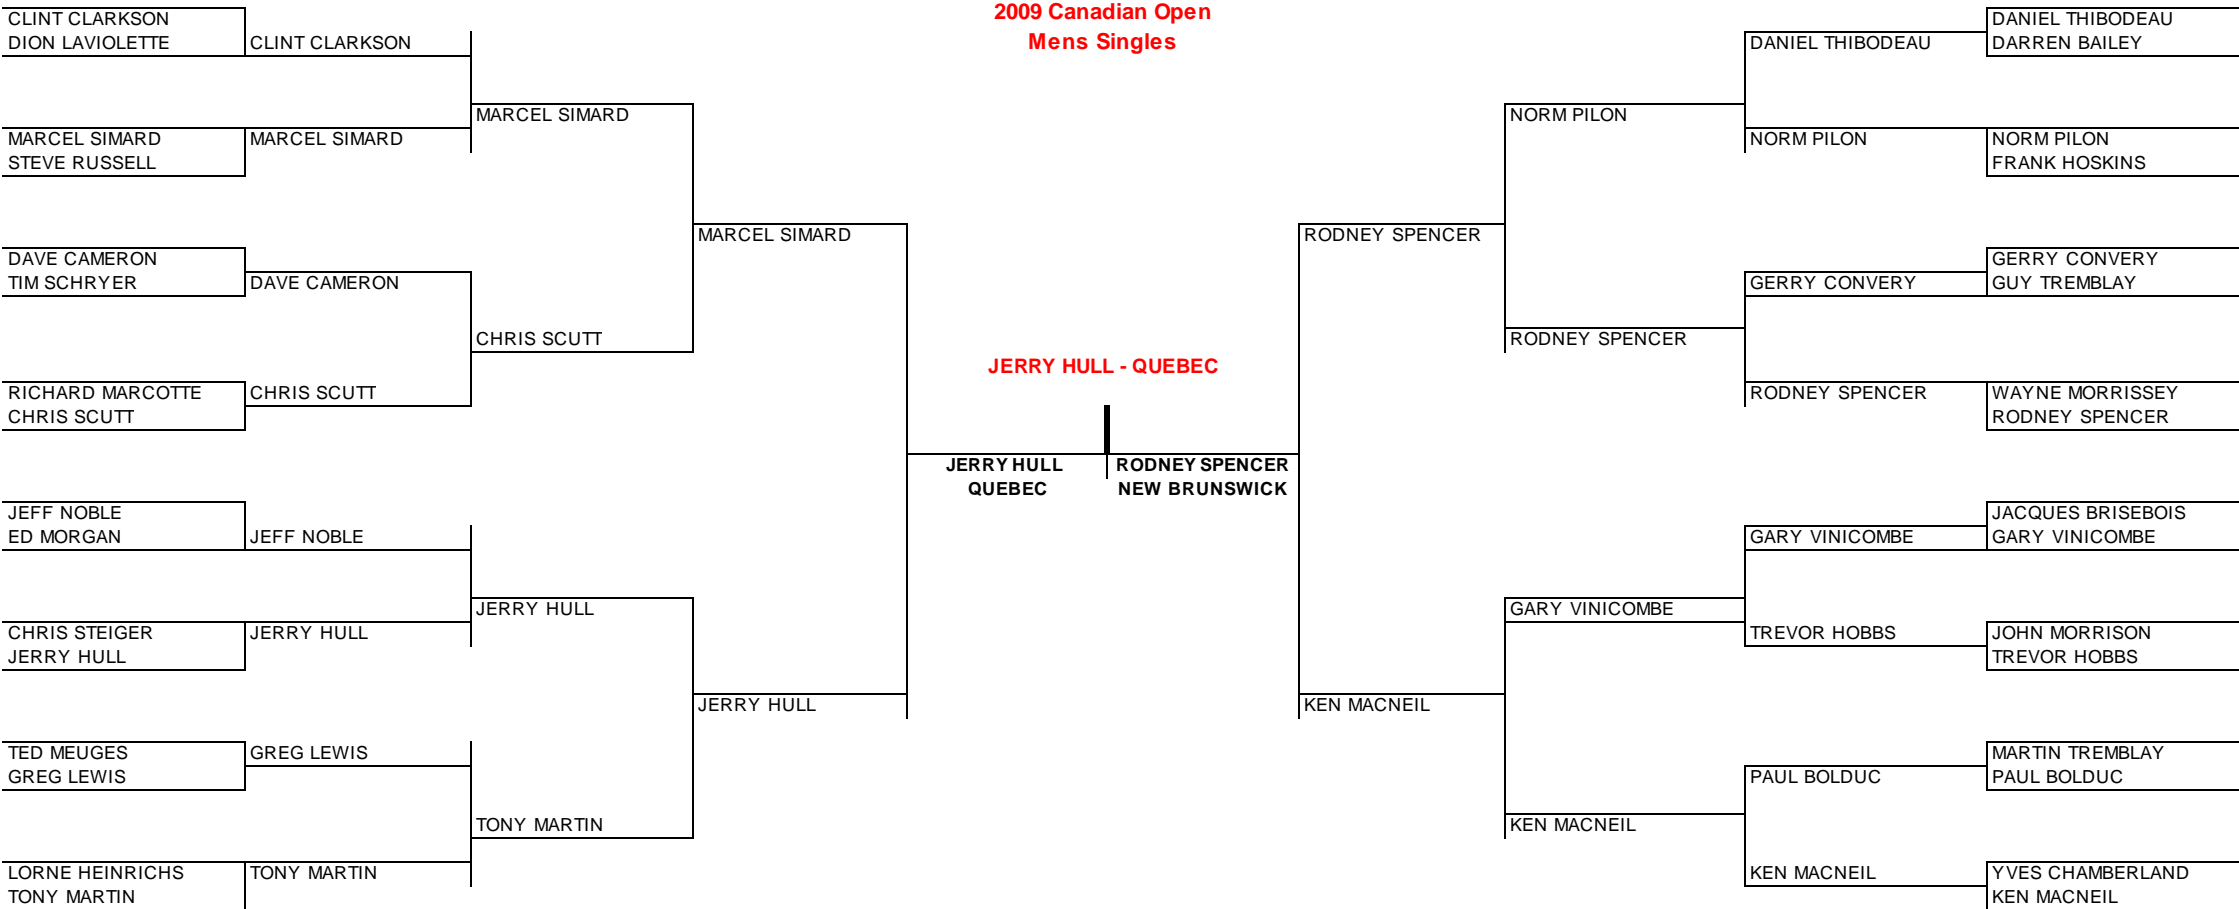 2009 Canadian Open
Mens Singles
CLINT CLARKSON
DION LAVIOLETTE
CLINT CLARKSON
MARCEL SIMARD
MARCEL SIMARD
STEVE RUSSELL
MARCEL SIMARD
MARCEL SIMARD
DAVE CAMERON
TIM SCHRYER
DAVE CAMERON
CHRIS SCUTT
RICHARD MARCOTTE
CHRIS SCUTT
CHRIS SCUTT
JEFF NOBLE
ED MORGAN
JEFF NOBLE
JERRY HULL
CHRIS STEIGER
JERRY HULL
JERRY HULL
JERRY HULL
TED MEUGES
GREG LEWIS
GREG LEWIS
TONY MARTIN
LORNE HEINRICHS
TONY MARTIN
TONY MARTIN
JERRY HULL - QUEBEC
JERRY HULL
QUEBEC
RODNEY SPENCER
NEW BRUNSWICK
DANIEL THIBODEAU
DARREN BAILEY
DANIEL THIBODEAU
NORM PILON
NORM PILON
NORM PILON
FRANK HOSKINS
RODNEY SPENCER
GERRY CONVERY
GUY TREMBLAY
GERRY CONVERY
RODNEY SPENCER
RODNEY SPENCER
WAYNE MORRISSEY
RODNEY SPENCER
JACQUES BRISEBOIS
GARY VINICOMBE
GARY VINICOMBE
GARY VINICOMBE
TREVOR HOBBS
JOHN MORRISON
TREVOR HOBBS
KEN MACNEIL
MARTIN TREMBLAY
PAUL BOLDUC
PAUL BOLDUC
KEN MACNEIL
KEN MACNEIL
YVES CHAMBERLAND
KEN MACNEIL